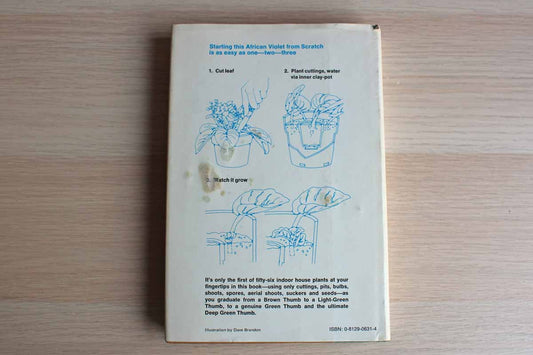 Starting this African Violet from Scratch
is as easy as one—two—three
1. Cut leaf
2. Plant cuttings, water
via inner clay-pot
3. Watch it grow
It's only the first of fifty-six indoor house plants at your
fingertips in this book—using only cuttings, pits, bulbs,
shoots, spores, aerial shoots, suckers and seeds—as
you graduate from a Brown Thumb to a Light-Green
Thumb, to a genuine Green Thumb and the ultimate
Deep Green Thumb.
Illustration by Dave Brandon
ISBN: 0-8129-0631-4